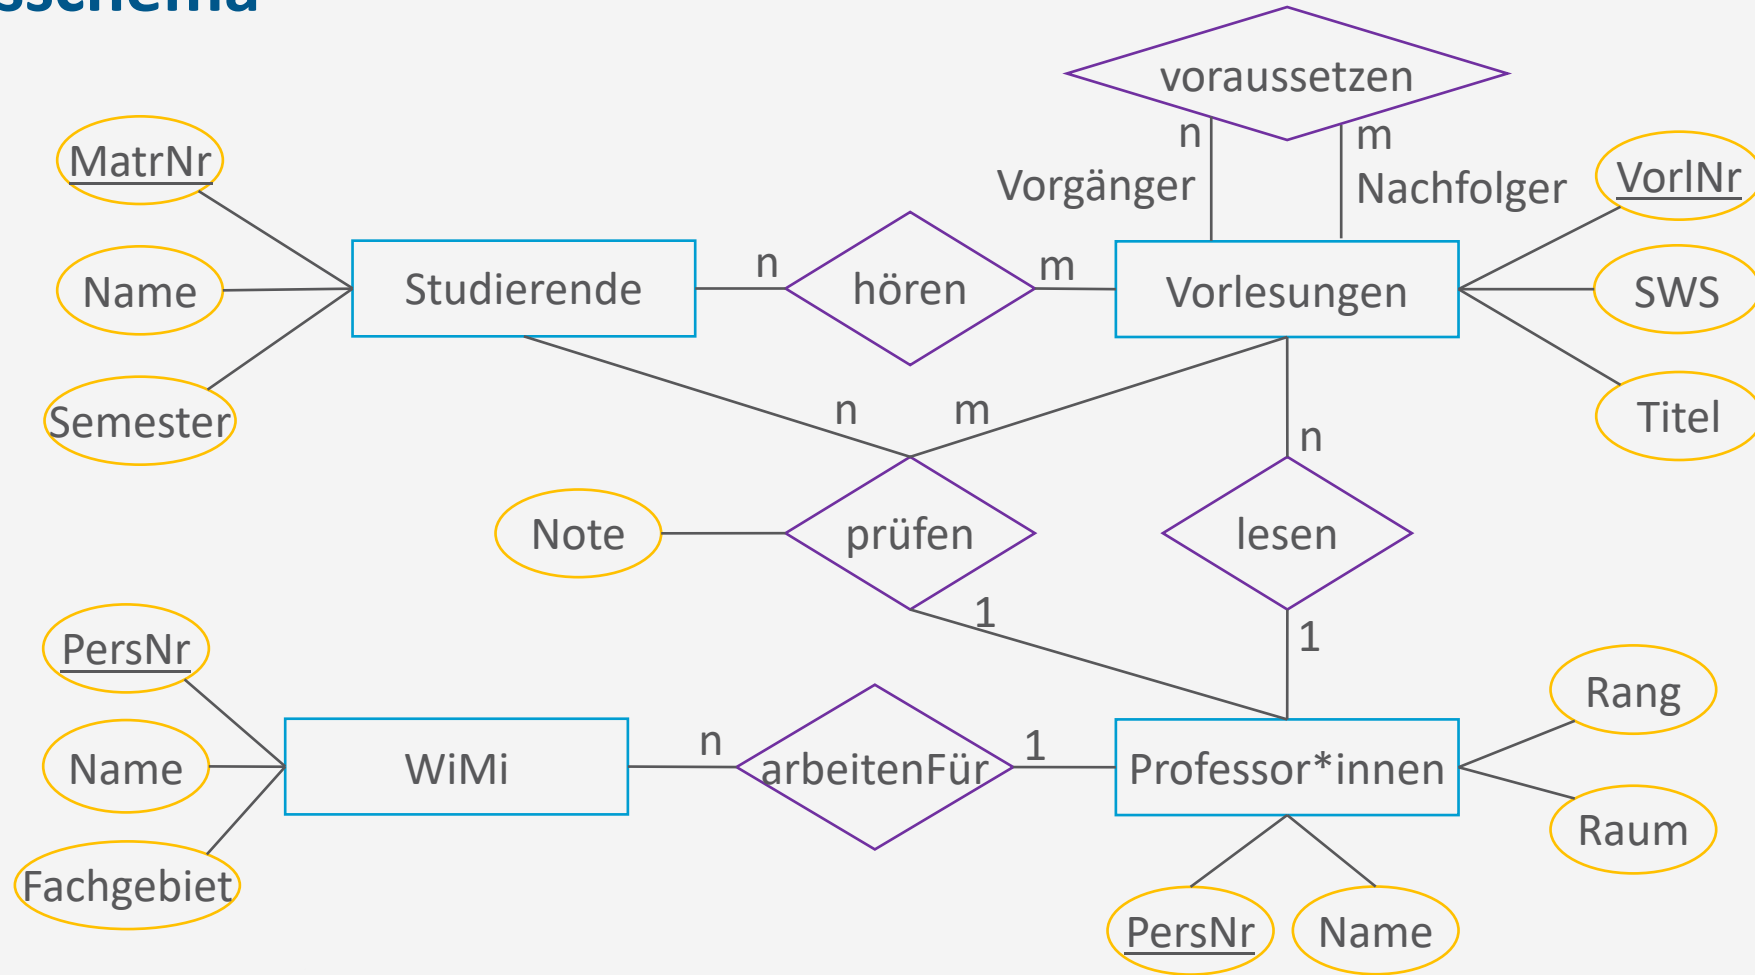 sschema
voraussetzen
n
m
Vorgänger
Nachfolger
MatrNr
VorlNr
Name
Studierende
n
hören
m
Vorlesungen
SWS
Semester
n
m
n
Titel
Note
prüfen
lesen
1
1
PersNr
Rang
Name
WiMi
n
arbeitenFür
1
Professor*innen
Raum
Fachgebiet
PersNr
Name